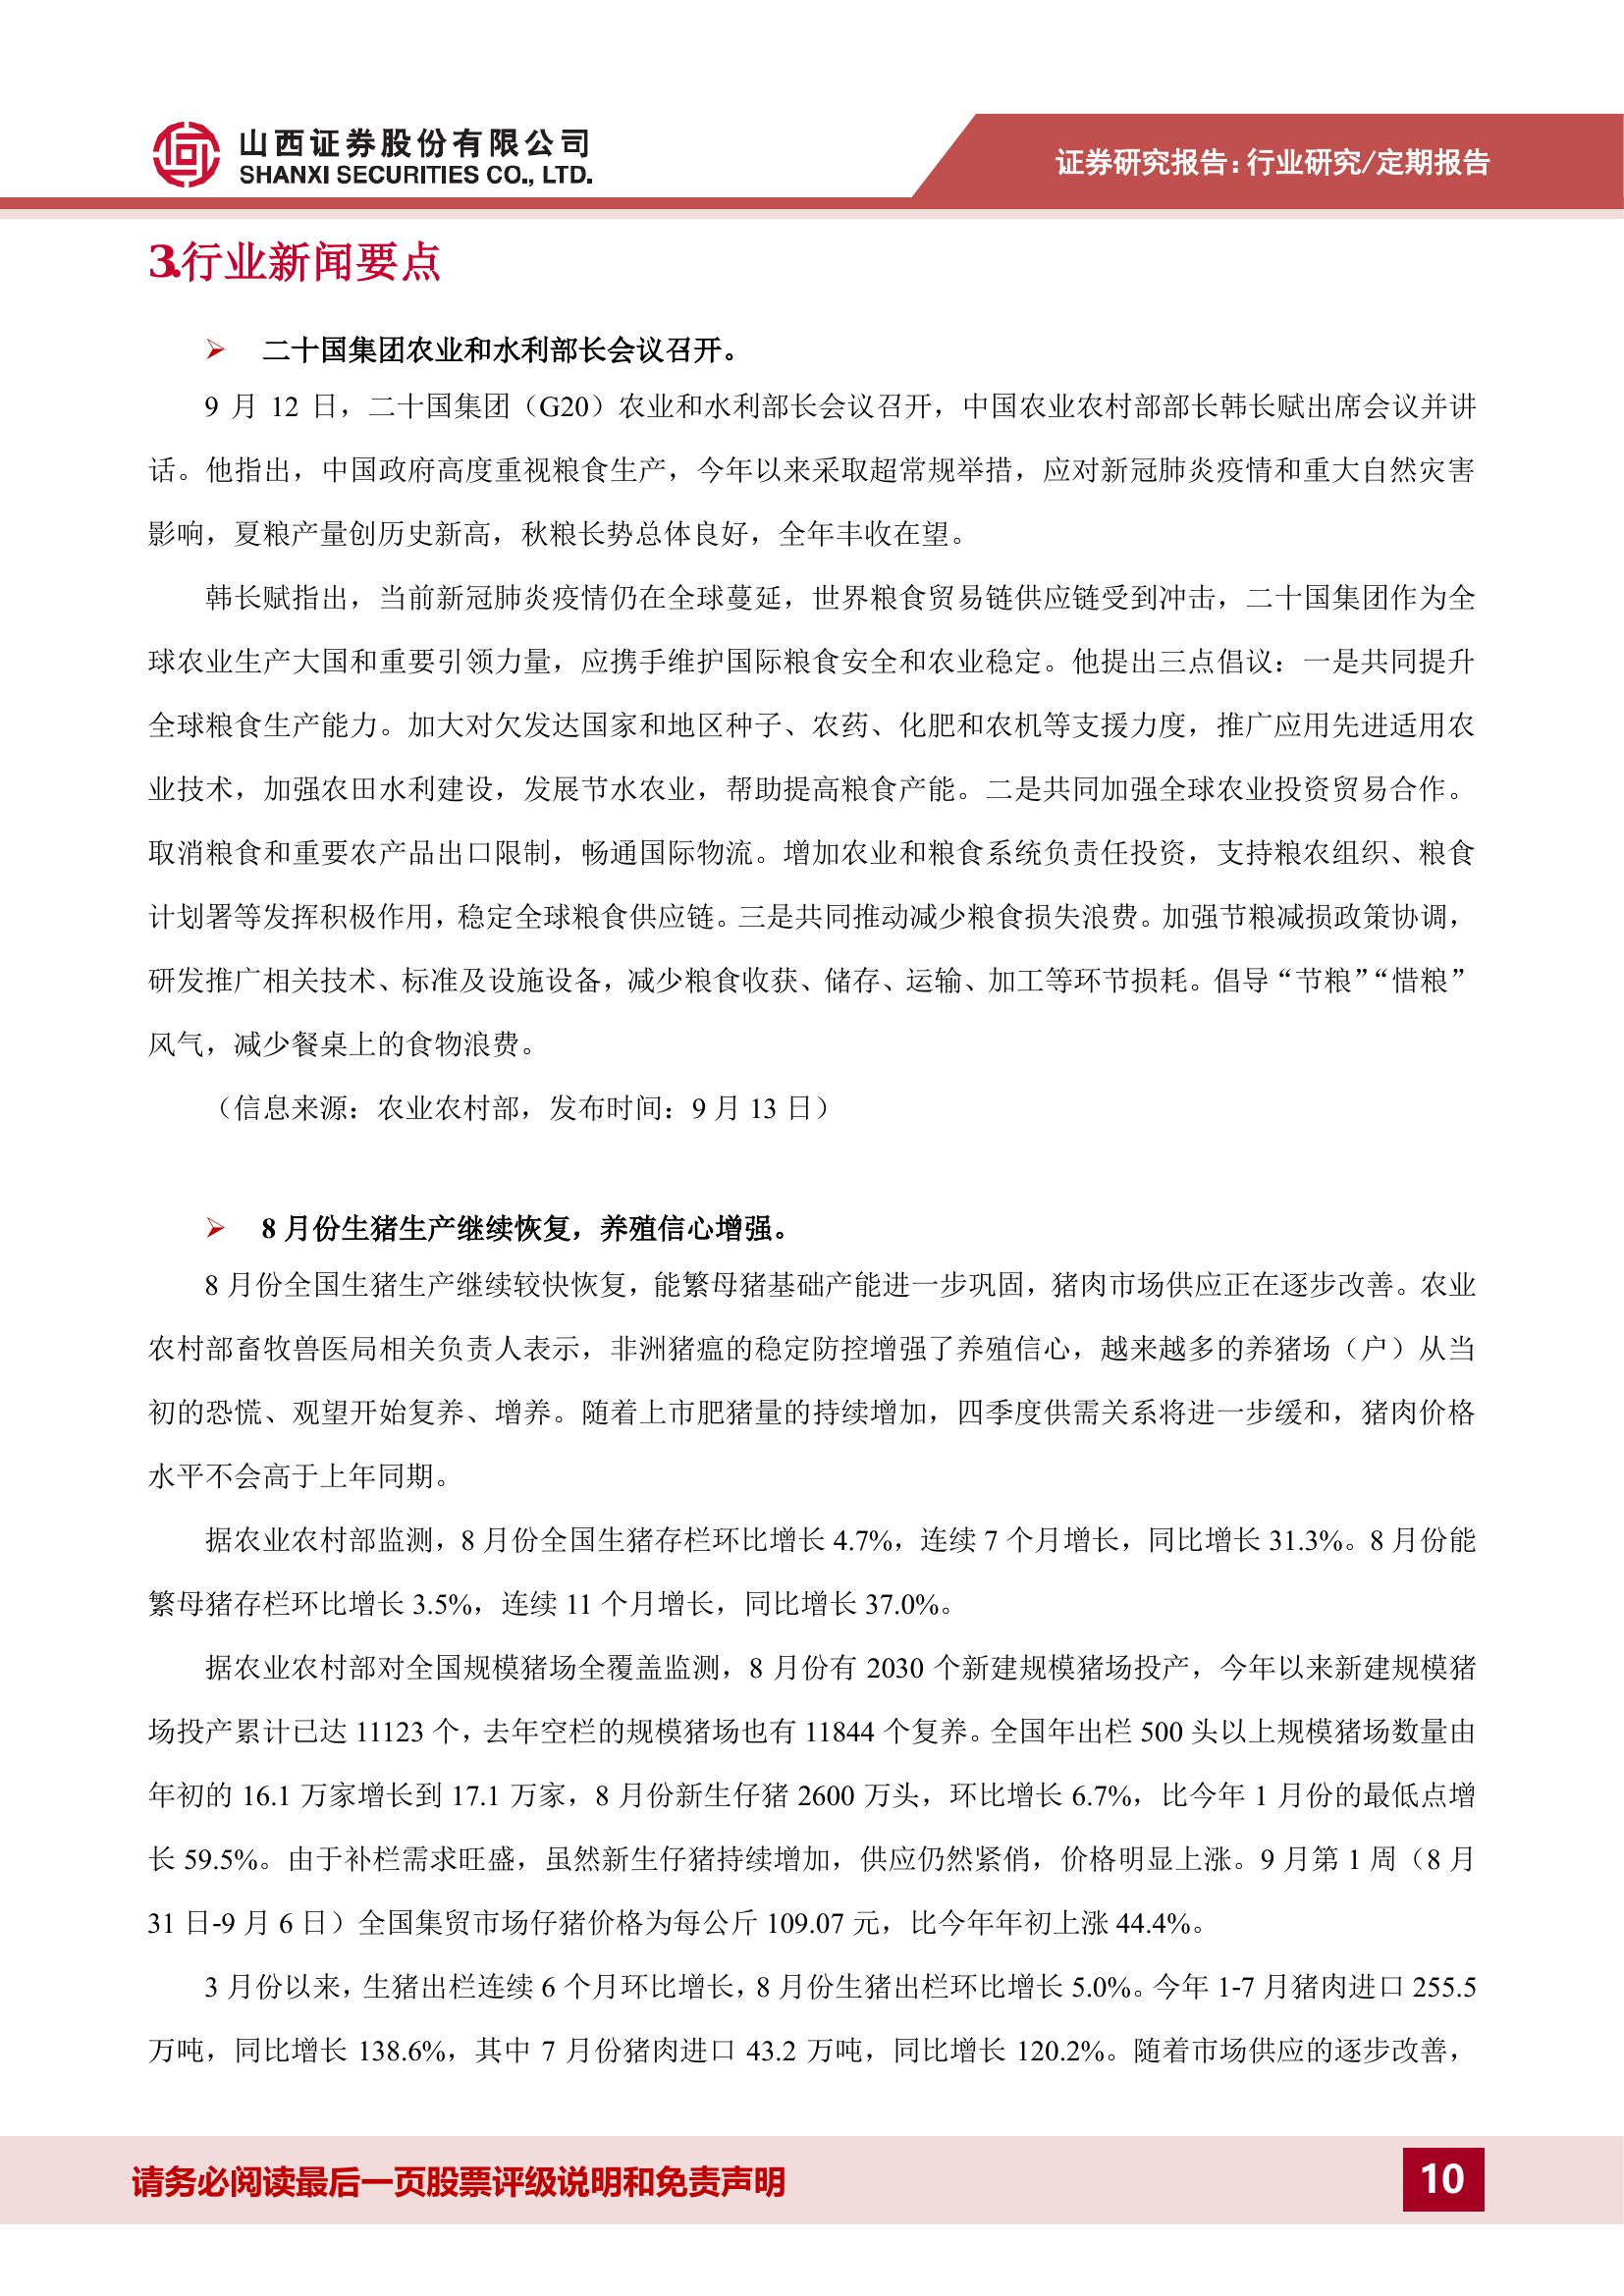 山西证券股份有限公司
SHANXI SECURITIES CO., LTD.
证券研究报告：行业研究/定期报告
3.行业新闻要点
➢ 二十国集团农业和水利部长会议召开。
9 月 12 日，二十国集团（G20）农业和水利部长会议召开，中国农业农村部部长韩长赋出席会议并讲
话。他指出，中国政府高度重视粮食生产，今年以来采取超常规举措，应对新冠肺炎疫情和重大自然灾害
影响，夏粮产量创历史新高，秋粮长势总体良好，全年丰收在望。
韩长赋指出，当前新冠肺炎疫情仍在全球蔓延，世界粮食贸易链供应链受到冲击，二十国集团作为全
球农业生产大国和重要引领力量，应携手维护国际粮食安全和农业稳定。他提出三点倡议：一是共同提升
全球粮食生产能力。加大对欠发达国家和地区种子、农药、化肥和农机等支援力度，推广应用先进适用农
业技术，加强农田水利建设，发展节水农业，帮助提高粮食产能。二是共同加强全球农业投资贸易合作。
取消粮食和重要农产品出口限制，畅通国际物流。增加农业和粮食系统负责任投资，支持粮农组织、粮食
计划署等发挥积极作用，稳定全球粮食供应链。三是共同推动减少粮食损失浪费。加强节粮减损政策协调，
研发推广相关技术、标准及设施设备，减少粮食收获、储存、运输、加工等环节损耗。倡导“节粮”“惜粮”
风气，减少餐桌上的食物浪费。
（信息来源：农业农村部，发布时间：9 月 13 日）
➢ 8 月份生猪生产继续恢复，养殖信心增强。
8 月份全国生猪生产继续较快恢复，能繁母猪基础产能进一步巩固，猪肉市场供应正在逐步改善。农业
农村部畜牧兽医局相关负责人表示，非洲猪瘟的稳定防控增强了养殖信心，越来越多的养猪场（户）从当
初的恐慌、观望开始复养、增养。随着上市肥猪量的持续增加，四季度供需关系将进一步缓和，猪肉价格
水平不会高于上年同期。
据农业农村部监测，8 月份全国生猪存栏环比增长 4.7%，连续 7 个月增长，同比增长 31.3%。8 月份能
繁母猪存栏环比增长 3.5%，连续 11 个月增长，同比增长 37.0%。
据农业农村部对全国规模猪场全覆盖监测，8 月份有 2030 个新建规模猪场投产，今年以来新建规模猪
场投产累计已达 11123 个，去年空栏的规模猪场也有 11844 个复养。全国年出栏 500 头以上规模猪场数量由
年初的 16.1 万家增长到 17.1 万家，8 月份新生仔猪 2600 万头，环比增长 6.7%，比今年 1 月份的最低点增
长 59.5%。由于补栏需求旺盛，虽然新生仔猪持续增加，供应仍然紧俏，价格明显上涨。9 月第 1 周（8 月
31 日-9 月 6 日）全国集贸市场仔猪价格为每公斤 109.07 元，比今年年初上涨 44.4%。
3 月份以来，生猪出栏连续 6 个月环比增长，8 月份生猪出栏环比增长 5.0%。今年 1-7 月猪肉进口 255.5
万吨，同比增长 138.6%，其中 7 月份猪肉进口 43.2 万吨，同比增长 120.2%。随着市场供应的逐步改善，
请务必阅读最后一页股票评级说明和免责声明
10